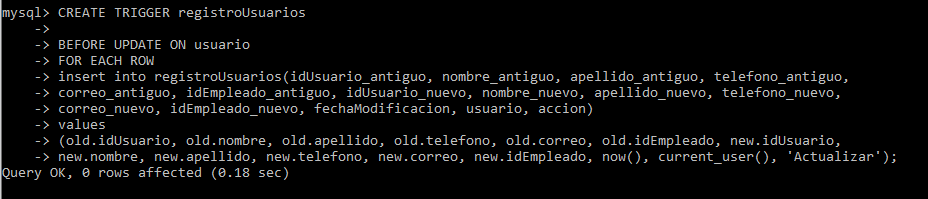 mysql> CREATE TRIGGER registroUsuarios
    ->
    -> BEFORE UPDATE ON usuario
    -> FOR EACH ROW
    -> insert into registroUsuarios(idUsuario_antiguo, nombre_antiguo, apellido_antiguo, telefono_antiguo,
    -> correo_antiguo, idEmpleado_antiguo, idUsuario_nuevo, nombre_nuevo, apellido_nuevo, telefono_nuevo,
    -> correo_nuevo, idEmpleado_nuevo, fechaModificacion, usuario, accion)
    -> values
    -> (old.idUsuario, old.nombre, old.apellido, old.telefono, old.correo, old.idEmpleado, new.idUsuario,
    -> new.nombre, new.apellido, new.telefono, new.correo, new.idEmpleado, now(), current_user(), 'Actualizar');
Query OK, 0 rows affected (0.18 sec)